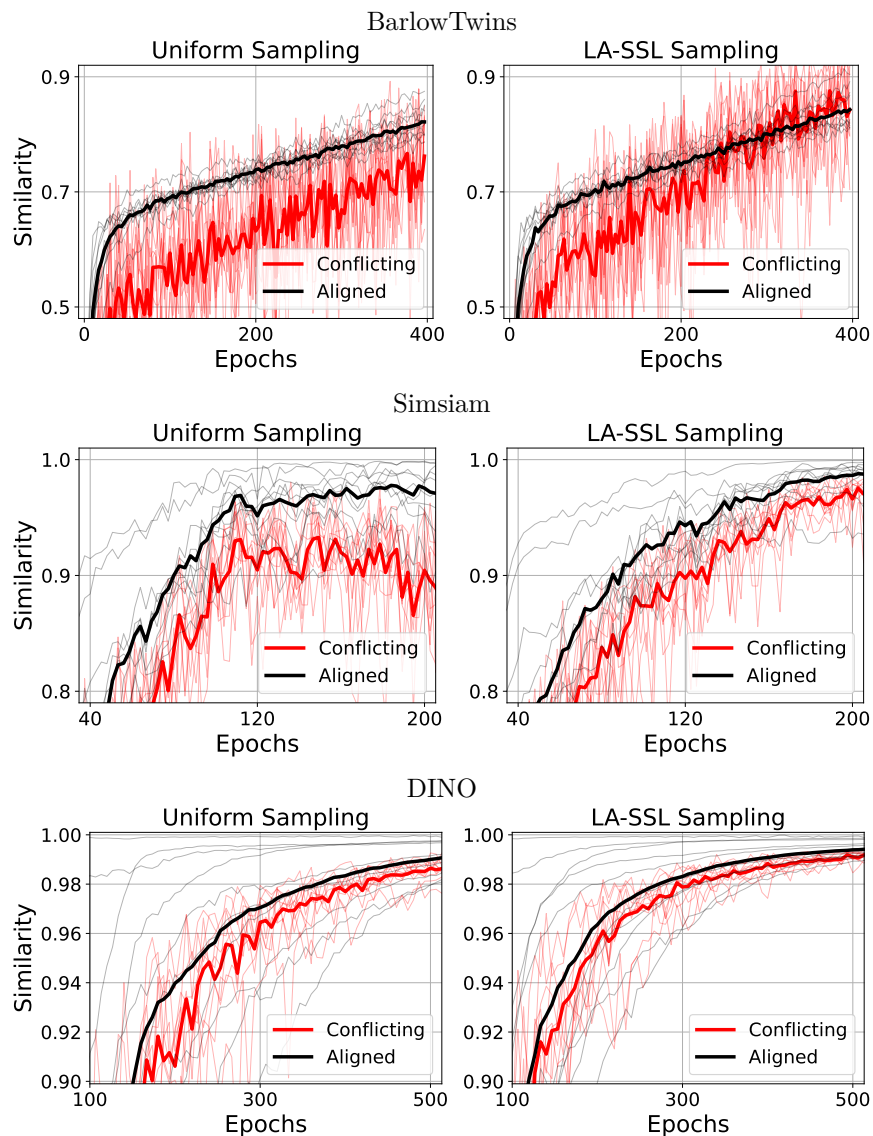 BarlowTwins
Uniform Sampling
LA-SSL Sampling
Similarity
0.9
0.7
0.5
0
200
400
Epochs
Conflicting
Aligned
0.9
0.7
0.5
0
200
400
Epochs
Conflicting
Aligned
Simsiam
Uniform Sampling
LA-SSL Sampling
Similarity
1.0
0.9
0.8
40
120
200
Epochs
Conflicting
Aligned
1.0
0.9
0.8
40
120
200
Epochs
Conflicting
Aligned
DINO
Uniform Sampling
LA-SSL Sampling
Similarity
1.00
0.98
0.96
0.94
0.92
0.90
100
300
500
Epochs
Conflicting
Aligned
1.00
0.98
0.96
0.94
0.92
0.90
100
300
500
Epochs
Conflicting
Aligned